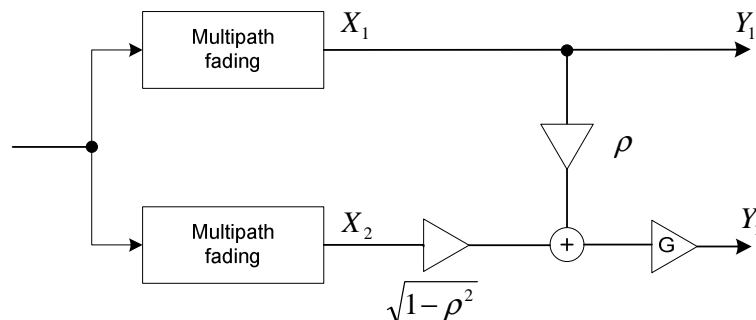 Multipath
fading
X₁
Y₁
ρ
Multipath
fading
X₂
√(1−ρ²)
+
G
Y